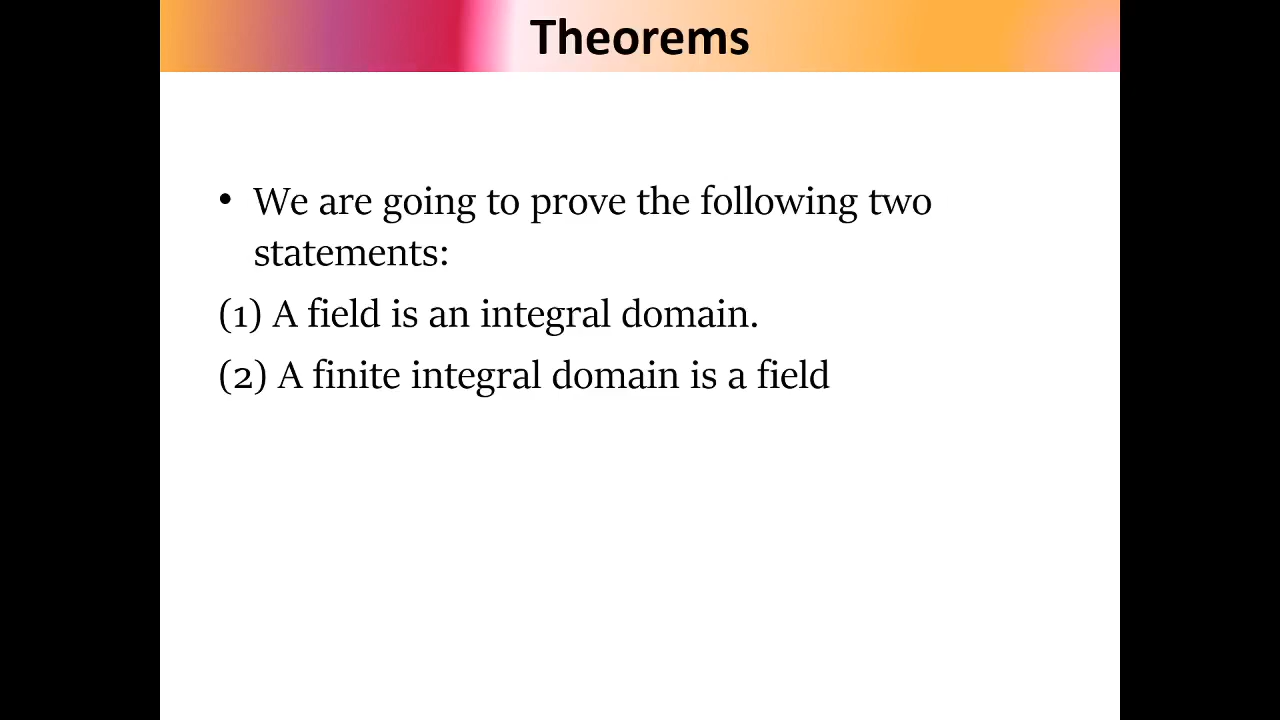 Theorems
• We are going to prove the following two
statements:
(1) A field is an integral domain.
(2) A finite integral domain is a field